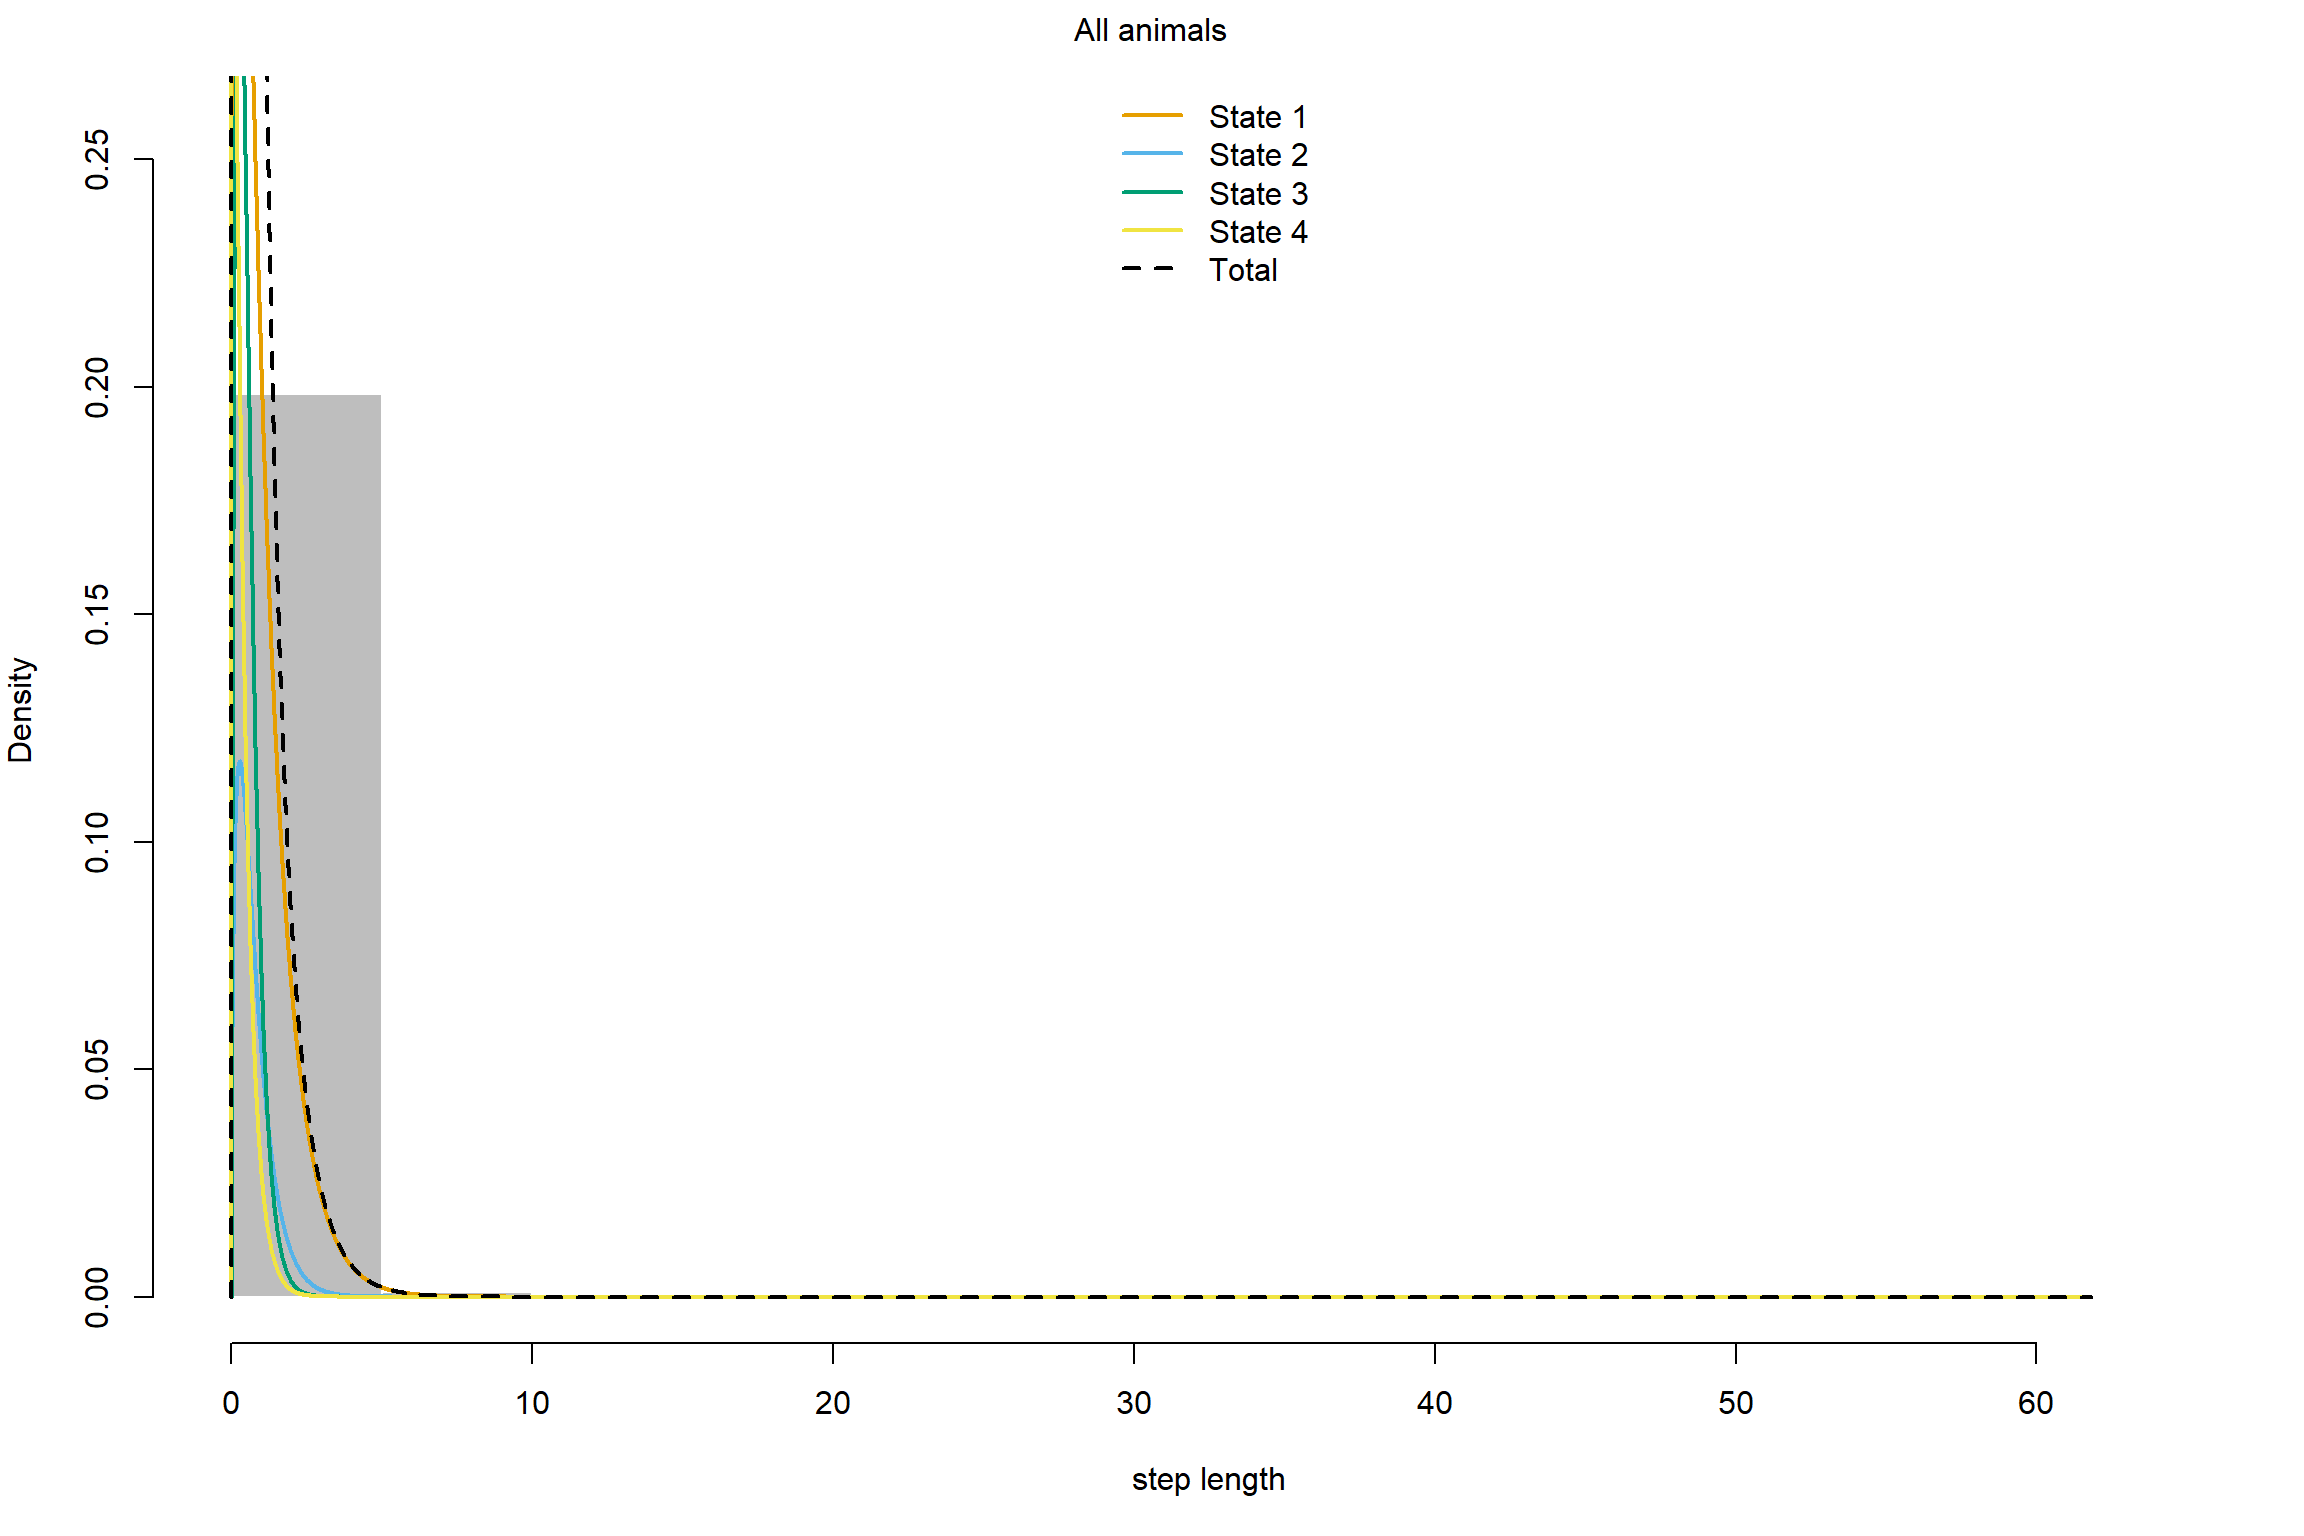 All animals
State 1
State 2
State 3
State 4
Total
Density
0.25
0.20
0.15
0.10
0.05
0.00
0 10 20 30 40 50 60
step length